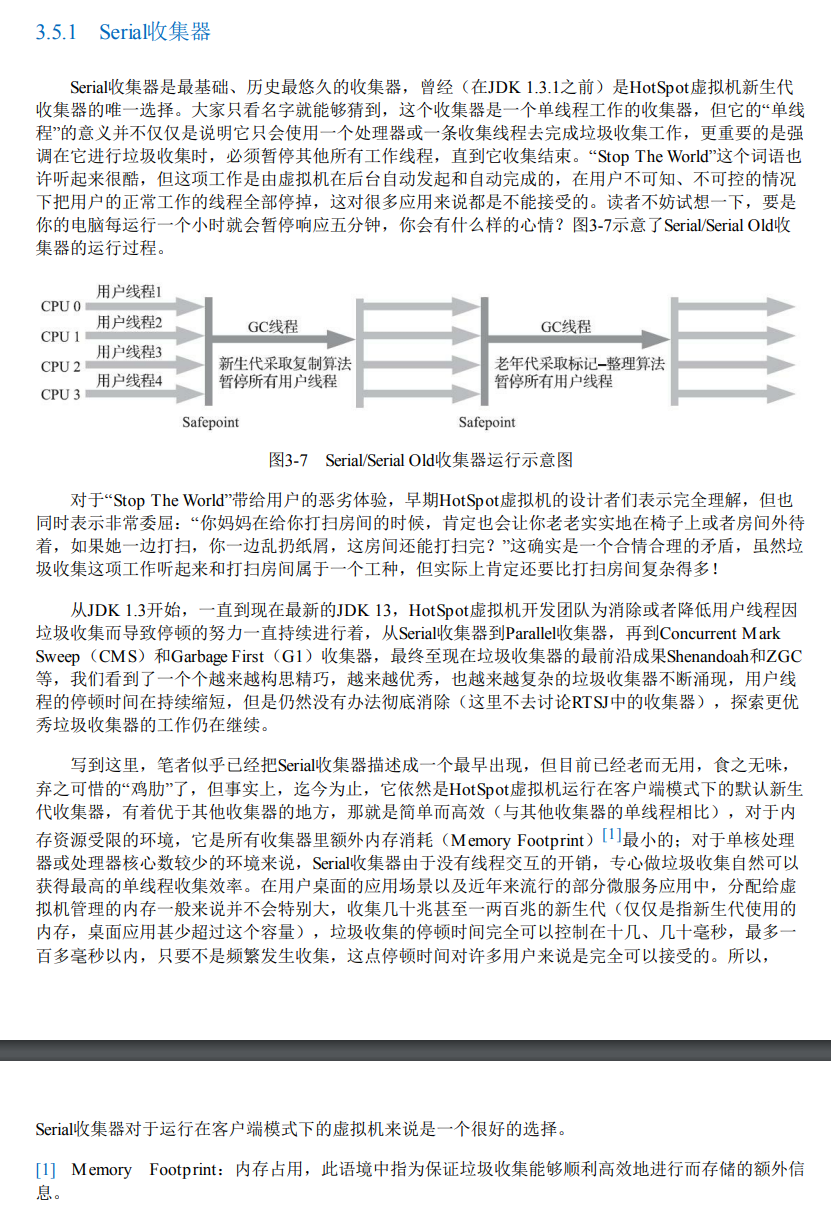 3.5.1 Serial收集器
Serial收集器是最基础、历史最悠久的收集器，曾经（在JDK 1.3.1之前）是HotSpot虚拟机新生代
收集器的唯一选择。大家只看名字就能够猜到，这个收集器是一个单线程工作的收集器，但它的“单线
程”的意义并不仅仅是说明它只会使用一个处理器或一条收集线程去完成垃圾收集工作，更重要的是强
调在它进行垃圾收集时，必须暂停其他所有工作线程，直到它收集结束。“Stop The World”这个词语也
许听起来很酷，但这项工作是由虚拟机在后台自动发起和自动完成的，在用户不可知、不可控的情况
下把用户的正常工作的线程全部停掉，这对很多应用来说都是不能接受的。读者不妨试想一下，要是
你的电脑每运行一个小时就会暂停响应五分钟，你会有什么样的心情？图3-7示意了Serial/Serial Old收
集器的运行过程。
用户线程1
CPU 0
用户线程2
CPU 1
用户线程3
CPU 2
用户线程4
CPU 3
GC线程
新生代采取复制算法
暂停所有用户线程
GC线程
老年代采取标记—整理算法
暂停所有用户线程
Safepoint
Safepoint
图3-7 Serial/Serial Old收集器运行示意图
对于“Stop The World”带给用户的恶劣体验，早期HotSpot虚拟机的设计者们表示完全理解，但也
同时表示非常委屈：“你妈妈在给你打扫房间的时候，肯定也会让你老老实实地在椅子上或者房间外待
着，如果她一边打扫，你一边乱扔纸屑，这房间还能打扫完？”这确实是一个合情合理的矛盾，虽然垃
圾收集这项工作听起来和打扫房间属于一个工种，但实际上肯定还要比打扫房间复杂得多！
从JDK 1.3开始，一直到现在最新的JDK 13，HotSpot虚拟机开发团队为消除或者降低用户线程因
垃圾收集而导致停顿的努力一直持续进行着，从Serial收集器到Parallel收集器，再到Concurrent Mark
Sweep（CMS）和Garbage First（G1）收集器，最终至现在垃圾收集器的最前沿成果Shenandoah和ZGC
等，我们看到了一个个越来越构思精巧，越来越优秀，也越来越复杂的垃圾收集器不断涌现，用户线
程的停顿时间在持续缩短，但是仍然没有办法彻底消除（这里不去讨论RTSJ中的收集器），探索更优
秀垃圾收集器的工作仍在继续。
写到这里，笔者似乎已经把Serial收集器描述成一个最早出现，但目前已经老而无用，食之无味，
弃之可惜的“鸡肋”了，但事实上，迄今为止，它依然是HotSpot虚拟机运行在客户端模式下的默认新生
代收集器，有着优于其他收集器的地方，那就是简单而高效（与其他收集器的单线程相比），对于内
存资源受限的环境，它是所有收集器里额外内存消耗（Memory Footprint）[1]最小的；对于单核处理
器或处理器核心数较少的环境来说，Serial收集器由于没有线程交互的开销，专心做垃圾收集自然可以
获得最高的单线程收集效率。在用户桌面的应用场景以及近年来流行的部分微服务应用中，分配给虚
拟机管理的内存一般来说并不会特别大，收集几十兆甚至一两百兆的新生代（仅仅是指新生代使用的
内存，桌面应用甚少超过这个容量），垃圾收集的停顿时间完全可以控制在十几、几十毫秒，最多一
百多毫秒以内，只要不是频繁发生收集，这点停顿时间对许多用户来说是完全可以接受的。所以，
Serial收集器对于运行在客户端模式下的虚拟机来说是一个很好的选择。
[1] Memory Footprint：内存占用，此语境中指为保证垃圾收集能够顺利高效地进行而存储的额外信
息。